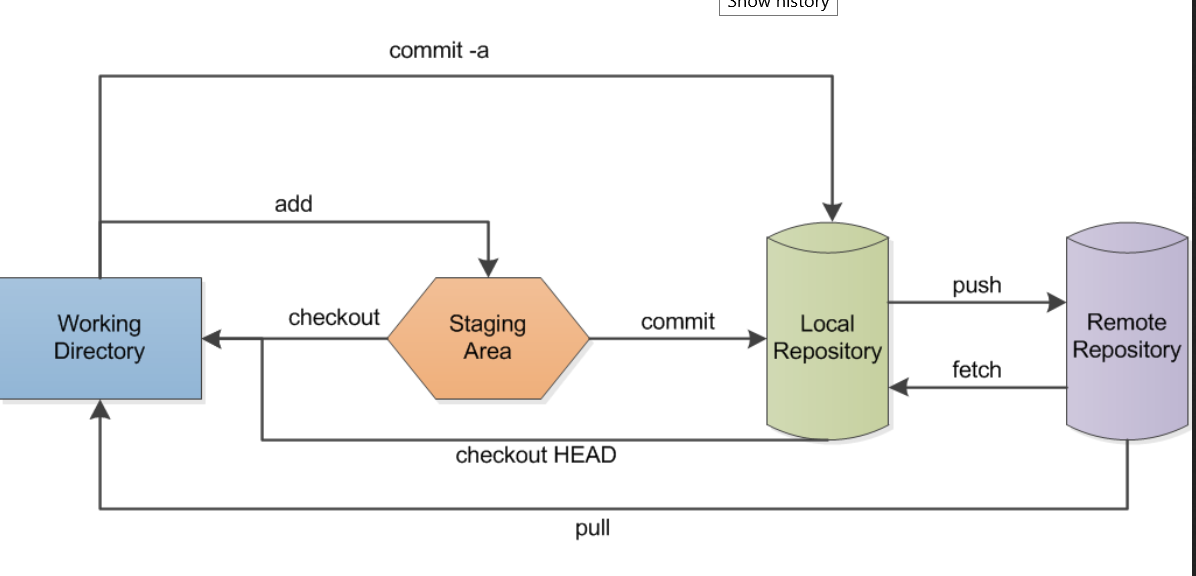 Show history
commit -a
add
Working
Directory
checkout
Staging
Area
commit
Local
Repository
push
fetch
Remote
Repository
checkout HEAD
pull